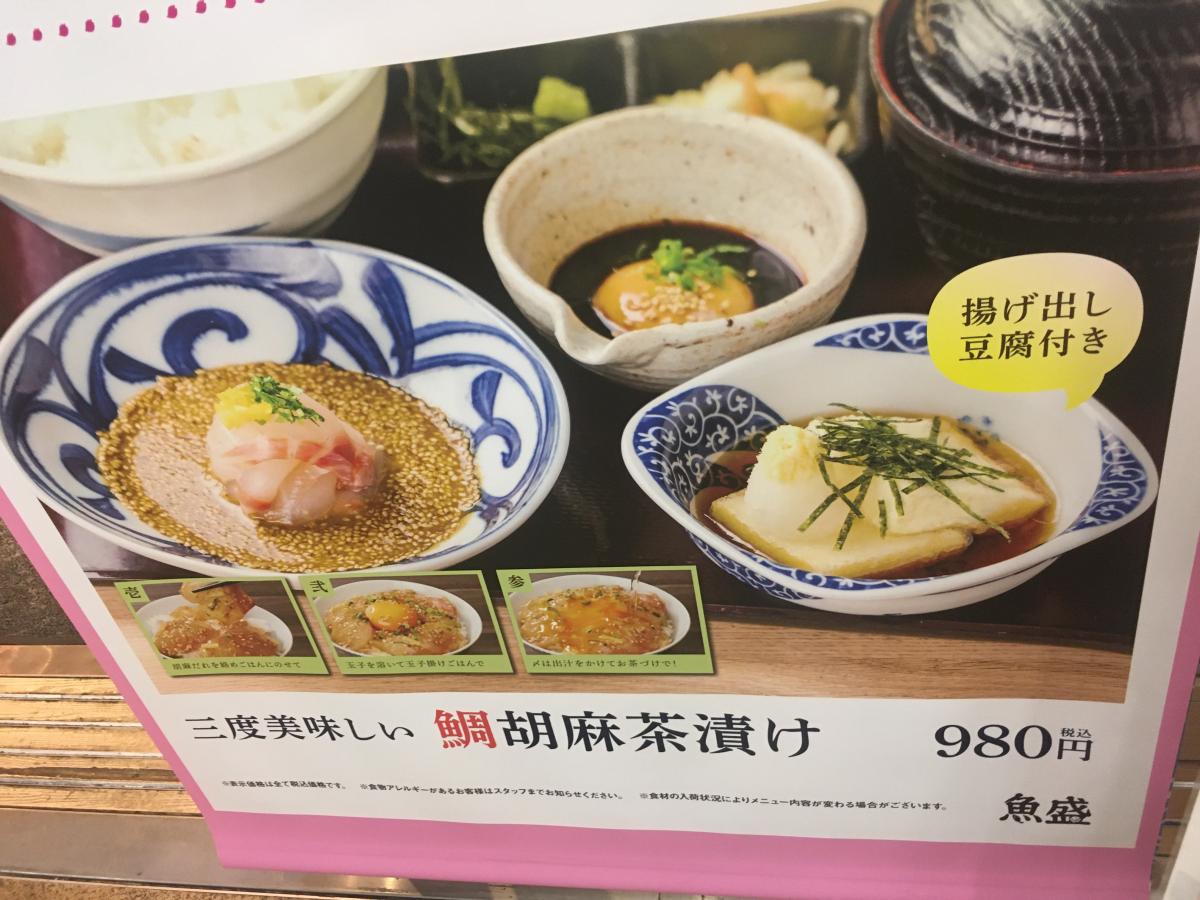 揚げ出し
豆腐付き
壱
胡麻だれを絡めごはんにのせて
弐
玉子を溶いて玉子掛けごはんで
参
〆は出汁をかけてお茶づけで!
三度美味しい 鯛胡麻茶漬け 980円 税込
※表示価格は全て税込価格です。 ※食物アレルギーがあるお客様はスタッフまでお知らせください。 ※食材の入荷状況によりメニュー内容が変わる場合がございます。
魚盛